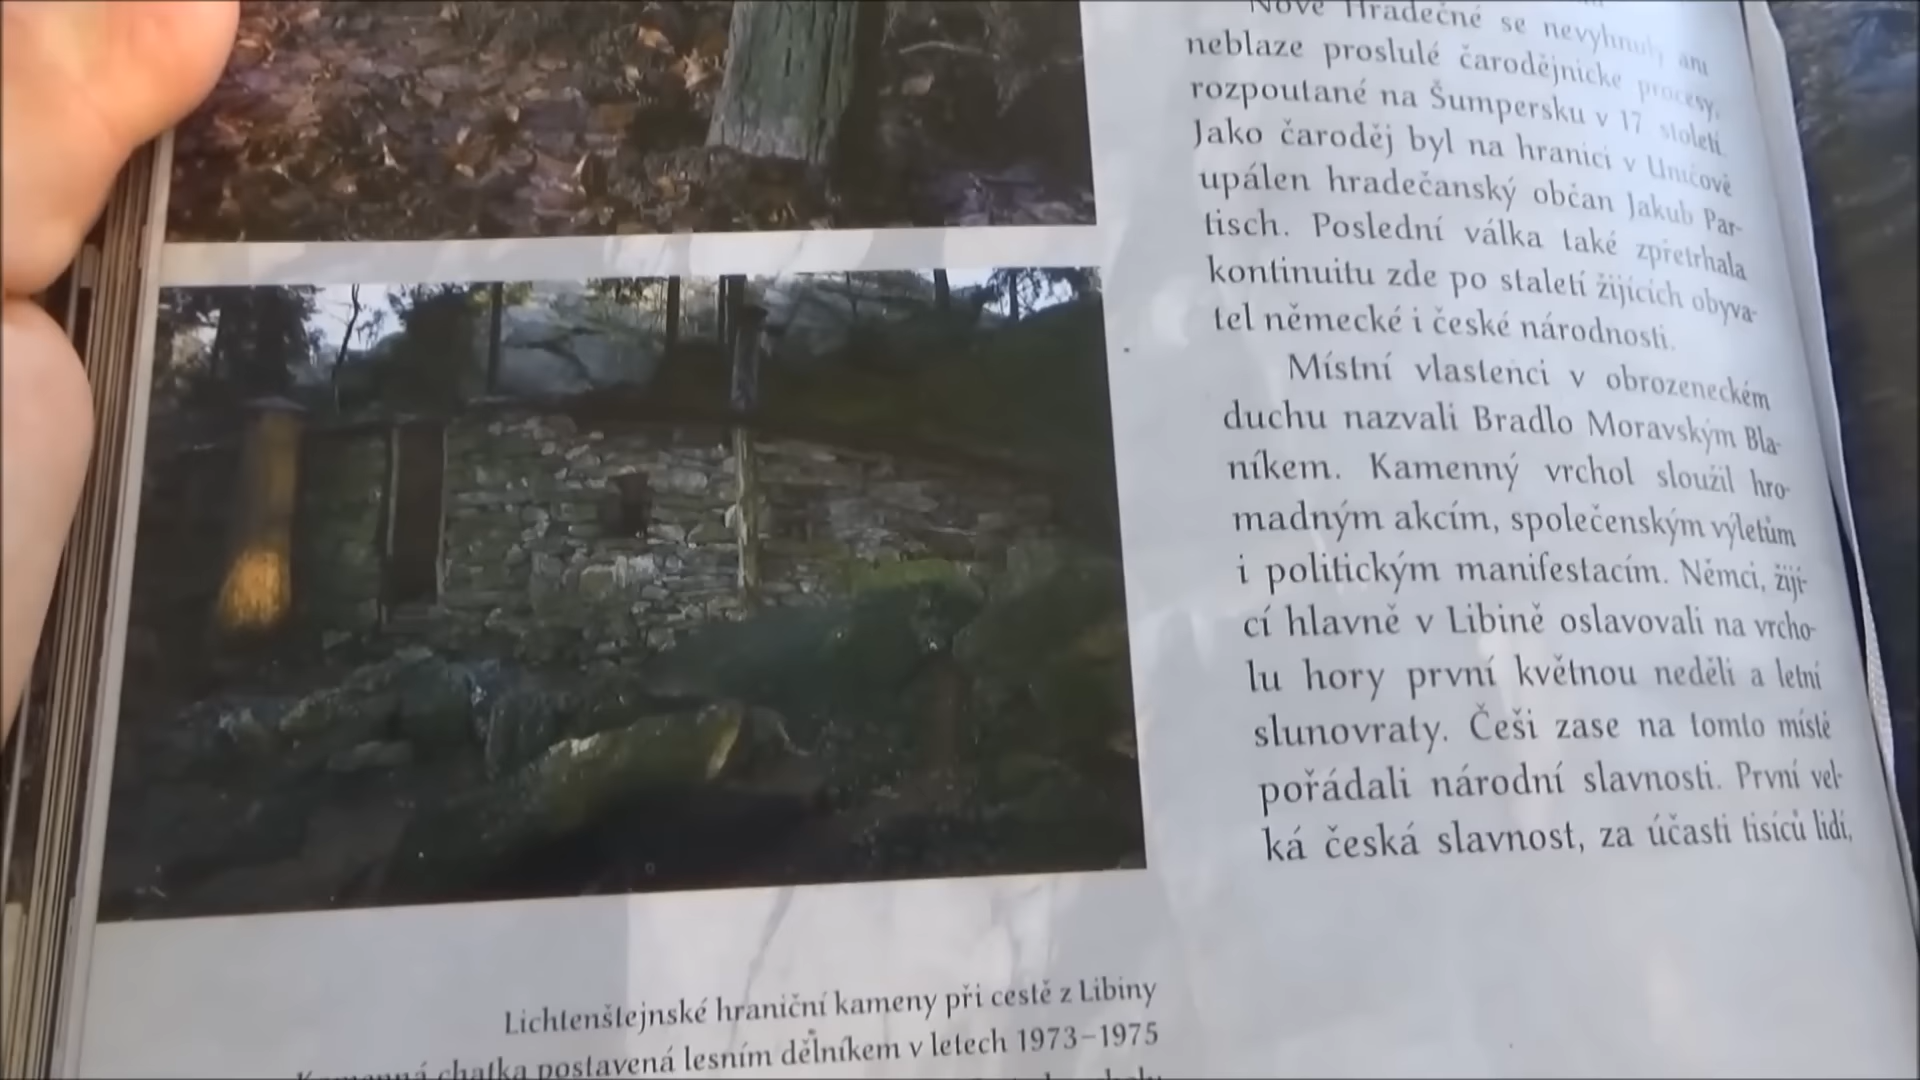 Nové Hradečné se nevyhnuly ani
neblaze proslulé čarodějnické procesy,
rozpoutané na Šumpersku v 17. století.
Jako čaroděj byl na hranici v Uničově
upálen hradečanský občan Jakub Par-
tisch. Poslední válka také zpřetrhala
kontinuitu zde po staletí žijících obyva-
tel německé i české národnosti.
Místní vlastenci v obrozeneckém
duchu nazvali Bradlo Moravským Bla-
níkem. Kamenný vrchol sloužil hro-
madným akcím, společenským výletům
i politickým manifestacím. Němci, žijí-
cí hlavně v Libině oslavovali na vrcho-
lu hory první květnou neděli a letní
slunovraty. Češi zase na tomto místě
pořádali národní slavnosti. První vel-
ká česká slavnost, za účasti tisíců lidí,
Lichtenštejnské hraniční kameny při cestě z Libiny
Kamenná chatka postavená lesním dělníkem v letech 1973–1975